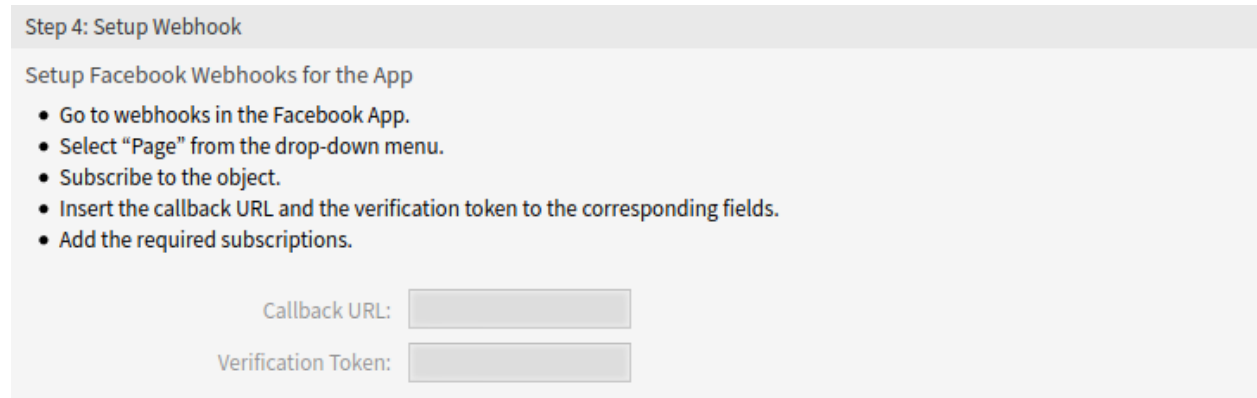 Step 4: Setup Webhook
Setup Facebook Webhooks for the App
• Go to webhooks in the Facebook App.
• Select “Page” from the drop-down menu.
• Subscribe to the object.
• Insert the callback URL and the verification token to the corresponding fields.
• Add the required subscriptions.
Callback URL:
Verification Token: